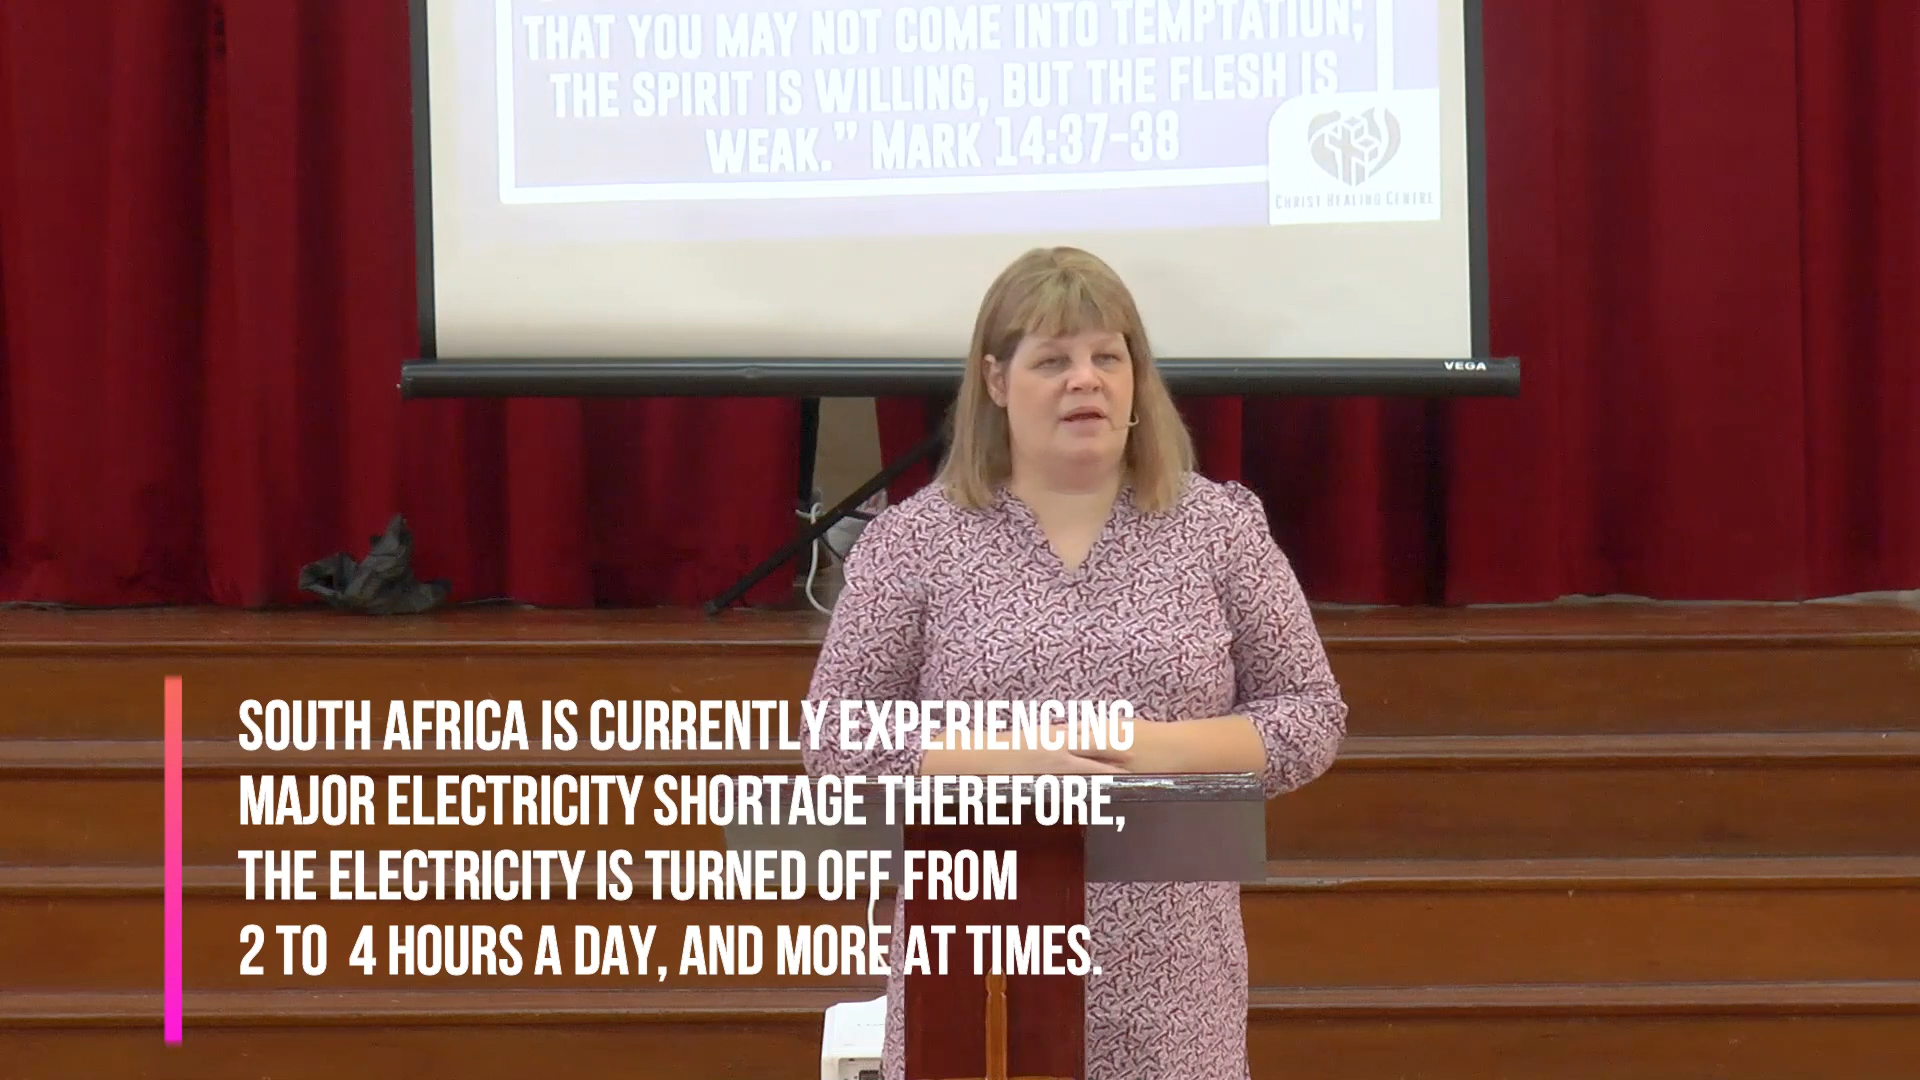 THAT YOU MAY NOT COME INTO TEMPTATION;
THE SPIRIT IS WILLING, BUT THE FLESH IS
WEAK." MARK 14:37-38
CHRIST HEALING CENTRE
VEGA
SOUTH AFRICA IS CURRENTLY EXPERIENCING
MAJOR ELECTRICITY SHORTAGE THEREFORE,
THE ELECTRICITY IS TURNED OFF FROM
2 TO 4 HOURS A DAY, AND MORE AT TIMES.